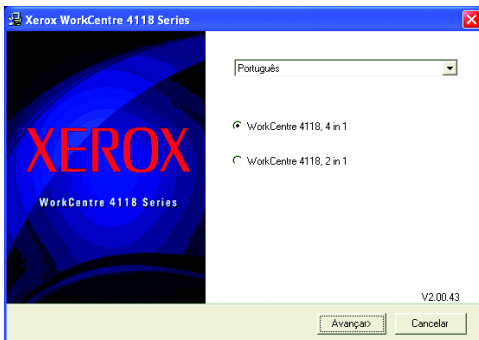 Xerox WorkCentre 4118 Series
Português
WorkCentre 4118, 4 in 1
WorkCentre 4118, 2 in 1
XEROX
WorkCentre 4118 Series
V2.00.43
Avançar>
Cancelar